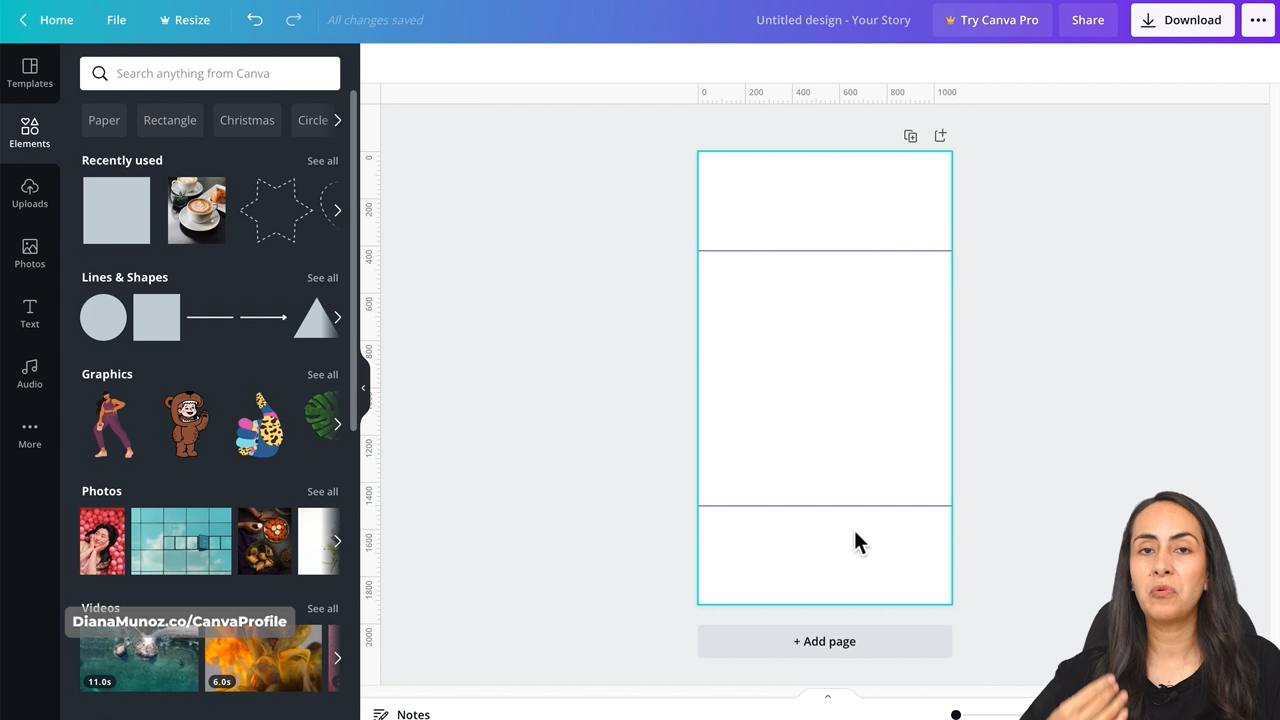 Home
File
Resize
All changes saved
Untitled design - Your Story
Try Canva Pro
Share
Download
Templates
Elements
Uploads
Photos
Text
Audio
More
Search anything from Canva
Paper
Rectangle
Christmas
Circle
Recently used
See all
Lines & Shapes
See all
Graphics
See all
Photos
See all
Videos
See all
DianaMunoz.co/CanvaProfile
11.0s
6.0s
0
200
400
600
800
1000
0
200
400
600
800
1200
1400
1600
1800
2000
+ Add page
Notes